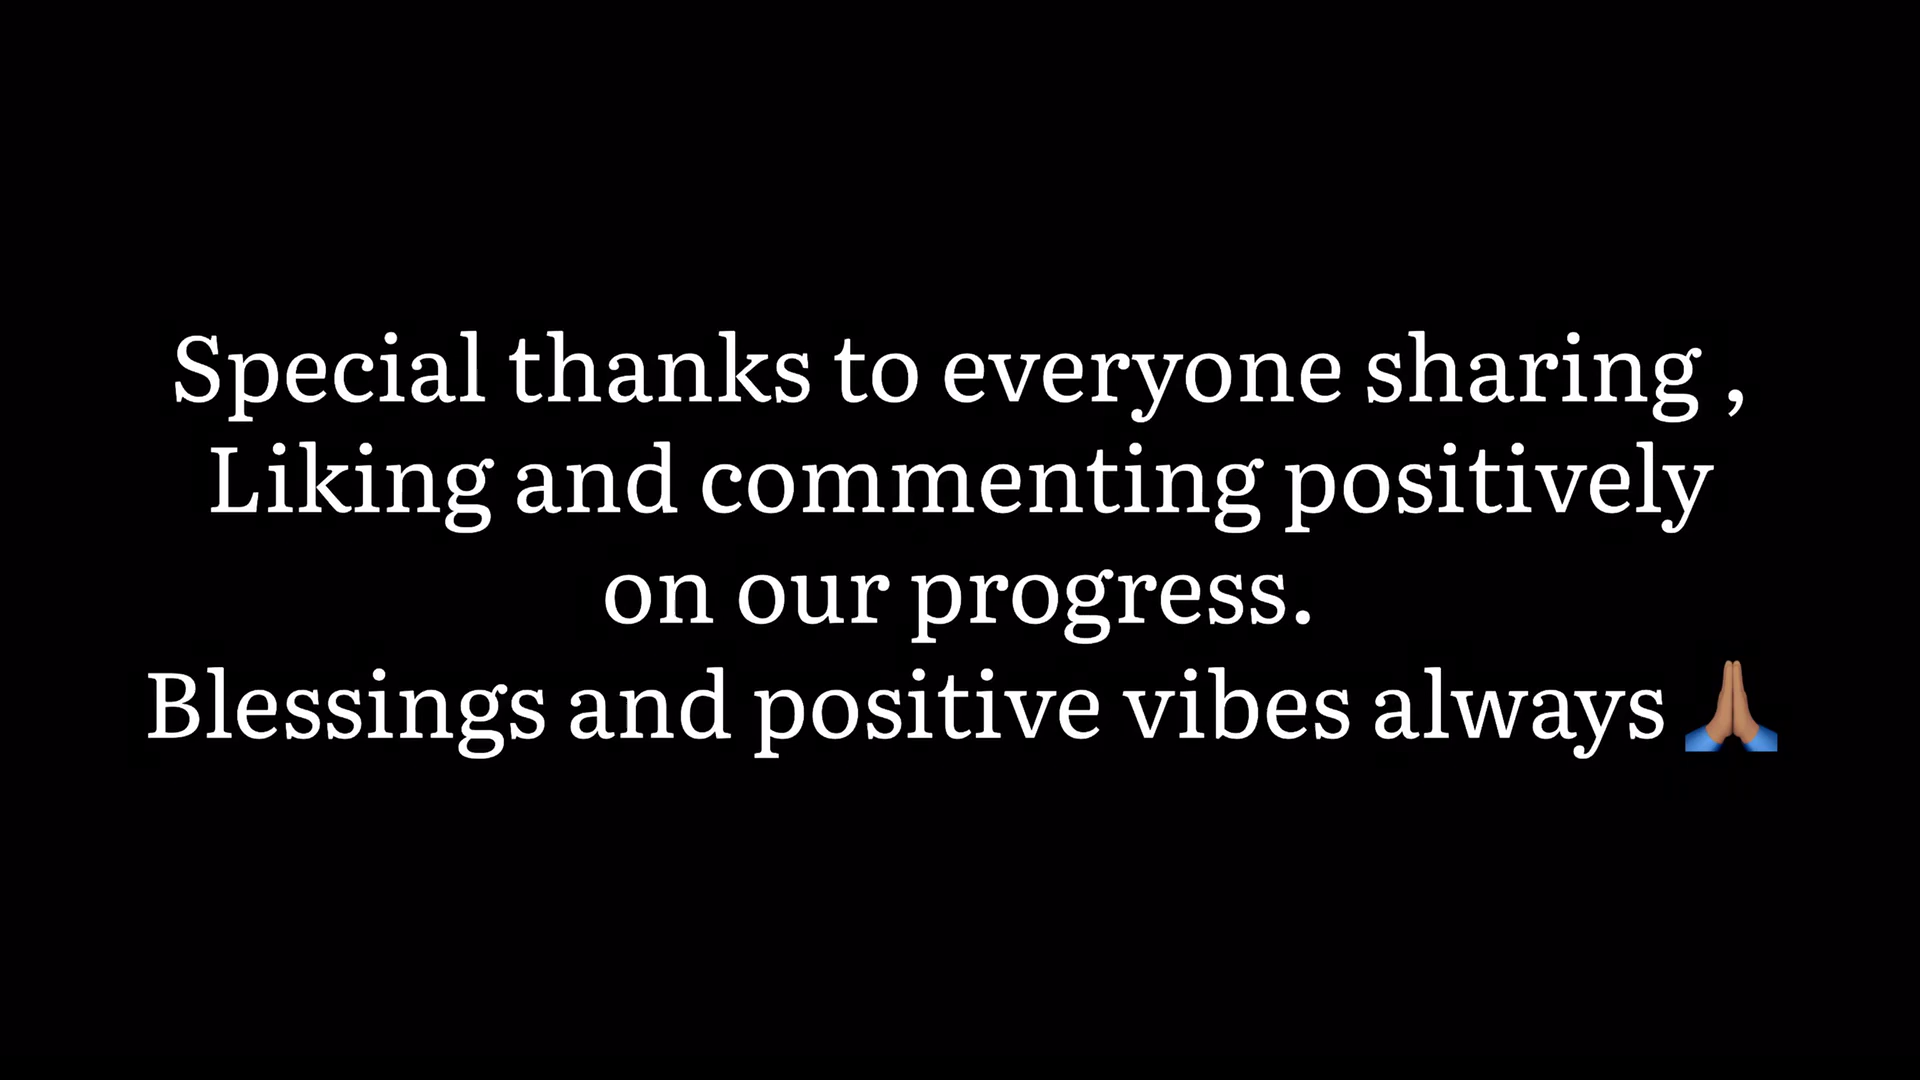 Special thanks to everyone sharing ,
Liking and commenting positively
on our progress.
Blessings and positive vibes always 🙏🏽